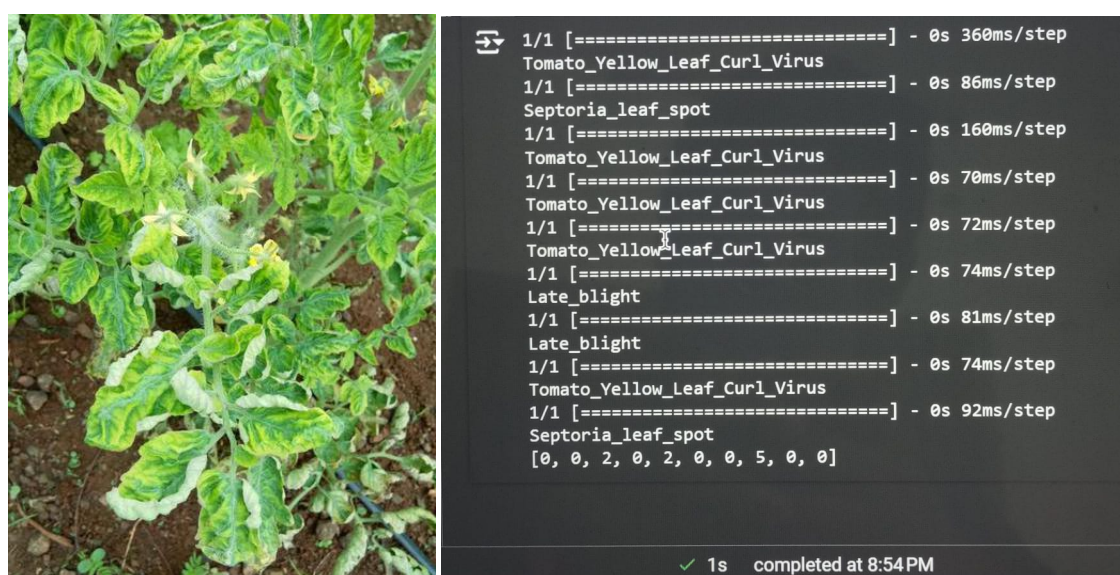 1/1 [==============================] - 0s 360ms/step
Tomato_Yellow_Leaf_Curl_Virus
1/1 [==============================] - 0s 86ms/step
Septoria_leaf_spot
1/1 [==============================] - 0s 160ms/step
Tomato_Yellow_Leaf_Curl_Virus
1/1 [==============================] - 0s 70ms/step
Tomato_Yellow_Leaf_Curl_Virus
1/1 [==============================] - 0s 72ms/step
Tomato_Yellow_Leaf_Curl_Virus
1/1 [==============================] - 0s 74ms/step
Late_blight
1/1 [==============================] - 0s 81ms/step
Late_blight
1/1 [==============================] - 0s 74ms/step
Tomato_Yellow_Leaf_Curl_Virus
1/1 [==============================] - 0s 92ms/step
Septoria_leaf_spot
[0, 0, 2, 0, 2, 0, 0, 5, 0, 0]
✓ 1s completed at 8:54 PM